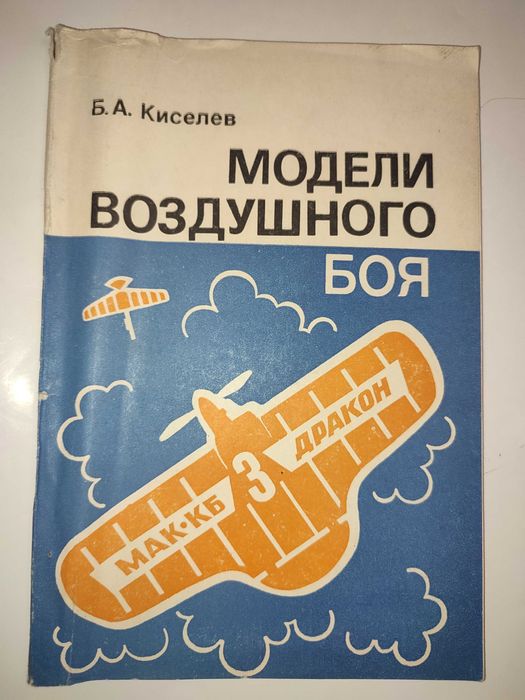 Б.А. Киселев
МОДЕЛИ
ВОЗДУШНОГО
БОЯ
МАК·КБ 3 ДРАКОН